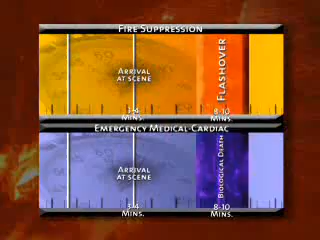 Fire Suppression
Arrival
at scene
Flashover
3-4
Mins.
8-10
Mins.
Emergency Medical-Cardiac
Arrival
at scene
Biological Death
3-4
Mins.
8-10
Mins.